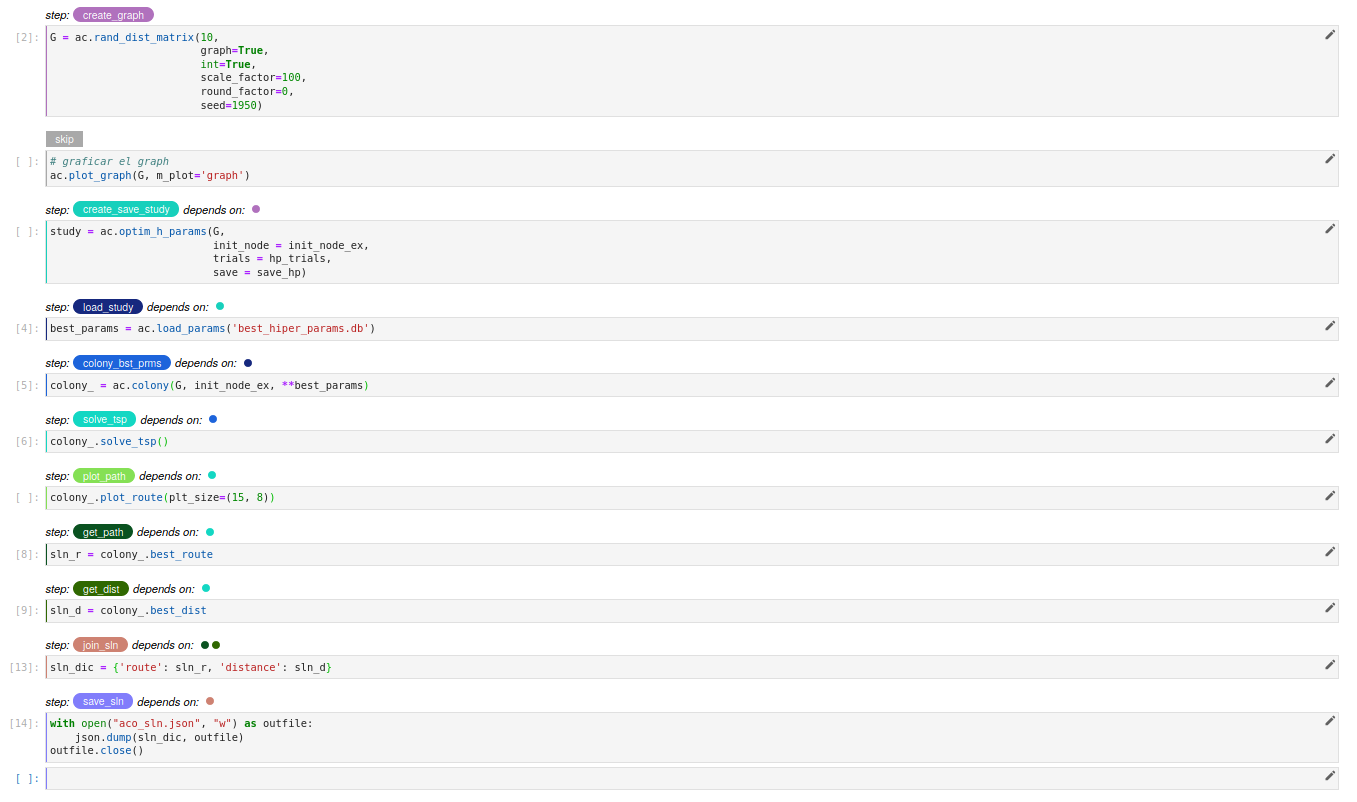 step: create_graph
[2]: G = ac.rand_dist_matrix(10,
graph=True,
int=True,
scale_factor=100,
round_factor=0,
seed=1950)
skip
[ ]: # graficar el graph
ac.plot_graph(G, m_plot='graph')
step: create_save_study depends on:
[ ]: study = ac.optim_h_params(G,
init_node = init_node_ex,
trials = hp_trials,
save = save_hp)
step: load_study depends on:
[4]: best_params = ac.load_params('best_hiper_params.db')
step: colony_bst_prms depends on:
[5]: colony_ = ac.colony(G, init_node_ex, **best_params)
step: solve_tsp depends on:
[6]: colony_.solve_tsp()
step: plot_path depends on:
[ ]: colony_.plot_route(plt_size=(15, 8))
step: get_path depends on:
[8]: sln_r = colony_.best_route
step: get_dist depends on:
[9]: sln_d = colony_.best_dist
step: join_sln depends on:
[13]: sln_dic = {'route': sln_r, 'distance': sln_d}
step: save_sln depends on:
[14]: with open("aco_sln.json", "w") as outfile:
json.dump(sln_dic, outfile)
outfile.close()
[ ]: